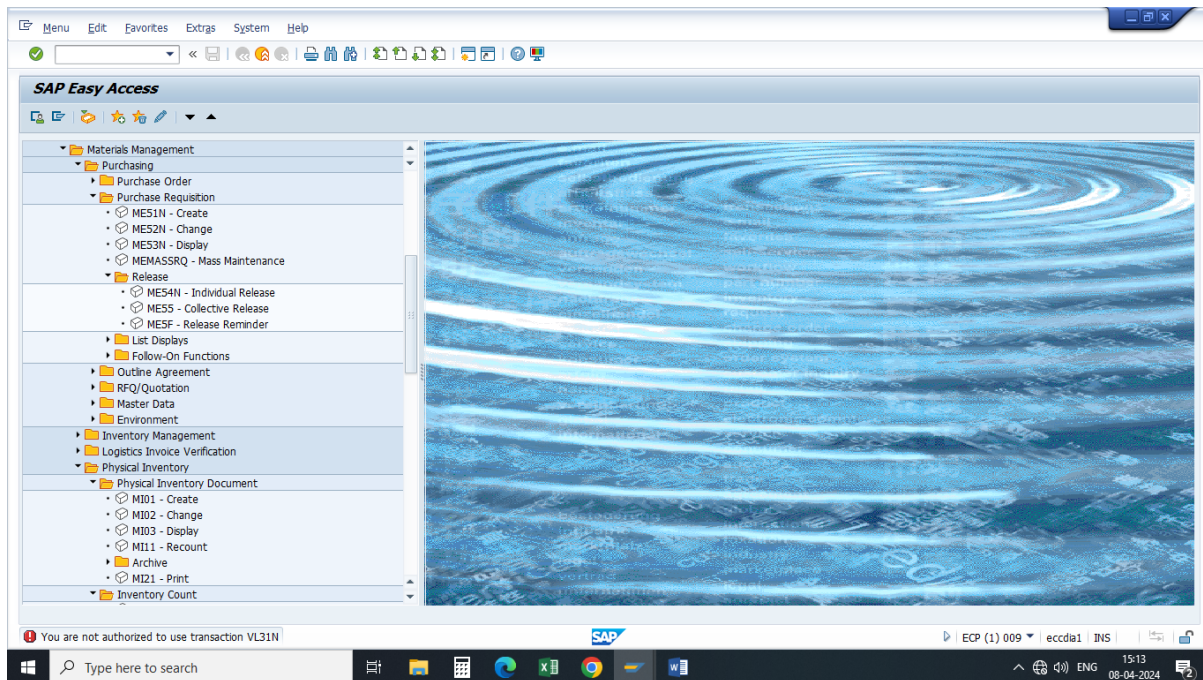 Menu Edit Favorites Extras System Help
SAP Easy Access
Materials Management
Purchasing
Purchase Order
Purchase Requisition
ME51N - Create
ME52N - Change
ME53N - Display
MEMASSRQ - Mass Maintenance
Release
ME54N - Individual Release
ME55 - Collective Release
ME5F - Release Reminder
List Displays
Follow-On Functions
Outline Agreement
RFQ/Quotation
Master Data
Environment
Inventory Management
Logistics Invoice Verification
Physical Inventory
Physical Inventory Document
MI01 - Create
MI02 - Change
MI03 - Display
MI11 - Recount
Archive
MI21 - Print
Inventory Count
You are not authorized to use transaction VL31N
SAP
ECP (1) 009 eccdia1 INS
Type here to search
ENG
15:13
08-04-2024
2